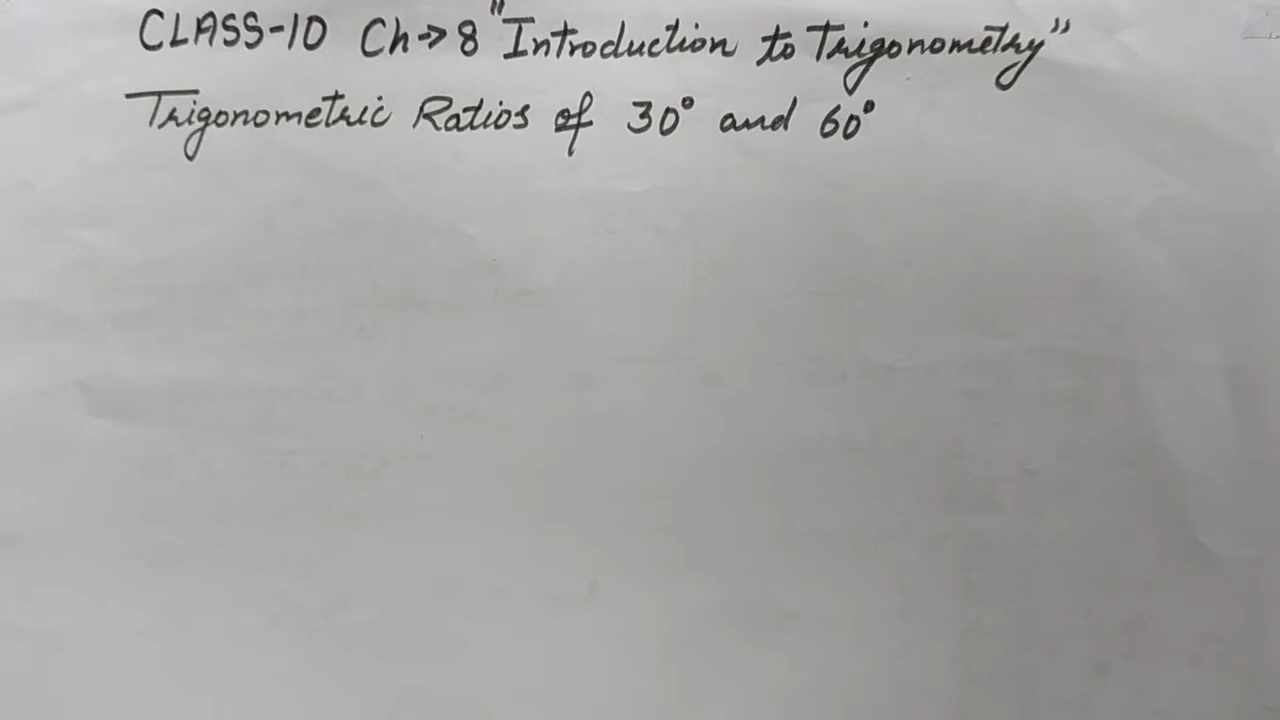 CLASS-10 Ch→8 "Introduction to Trigonometry"
Trigonometric Ratios of 30° and 60°